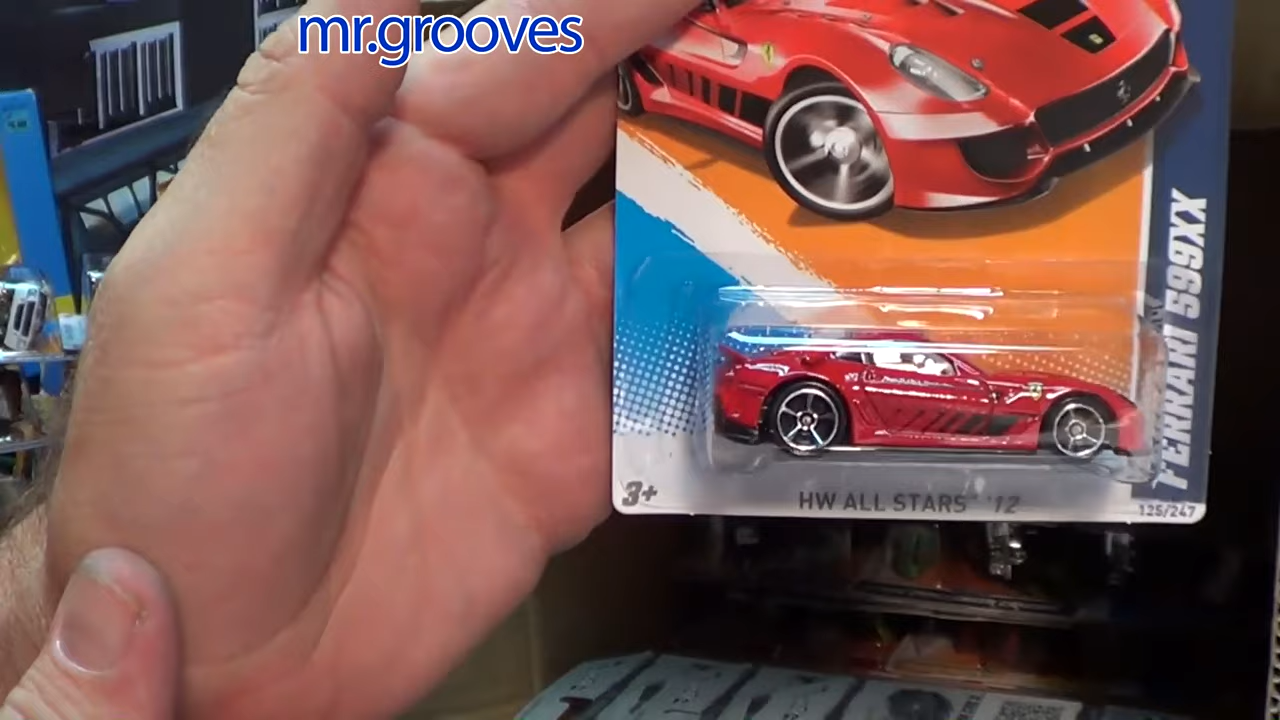 mr.grooves
FERRARI 599XX
3+
HW ALL STARS '12
125/247